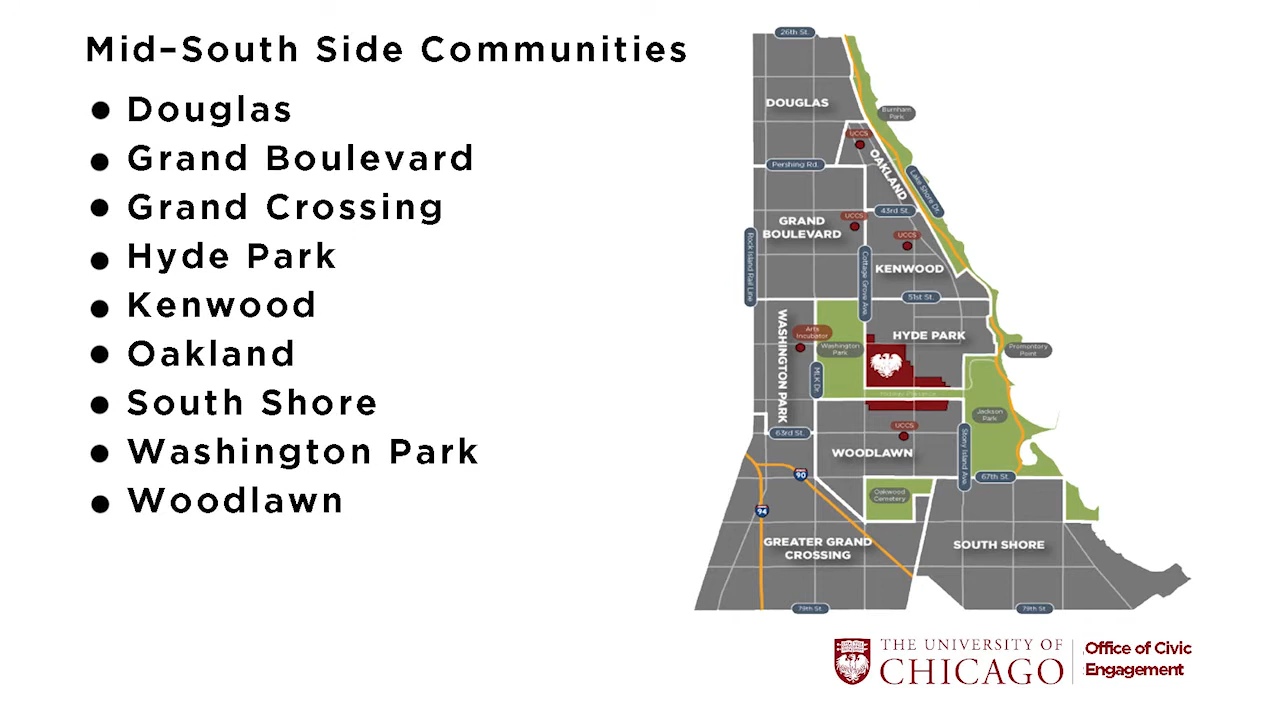 Mid–South Side Communities
Douglas
Grand Boulevard
Grand Crossing
Hyde Park
Kenwood
Oakland
South Shore
Washington Park
Woodlawn
26th St.
DOUGLAS
Burnham
Park
UCCS
OAKLAND
Pershing Rd.
Lake Shore Dr.
43rd St.
UCCS
GRAND
BOULEVARD
UCCS
Rock Island Rail Line
Cottage Grove Ave.
KENWOOD
51st St.
WASHINGTON PARK
Arts
Incubator
Washington
Park
HYDE PARK
Promontory
Point
MLK Dr.
Midway Plaisance
Jackson
Park
63rd St.
UCCS
WOODLAWN
Stony Island Ave.
90
67th St.
Oakwood
Cemetery
94
GREATER GRAND
CROSSING
SOUTH SHORE
79th St.
79th St.
THE UNIVERSITY OF
CHICAGO
Office of Civic
Engagement